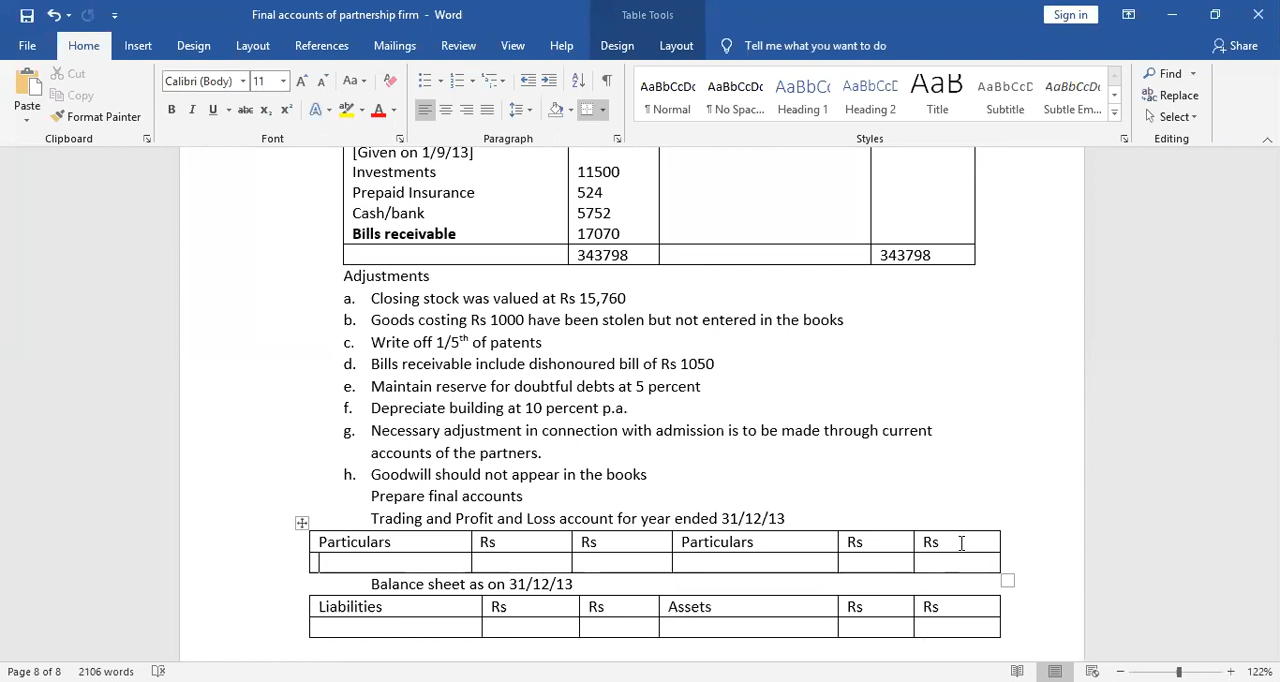 Final accounts of partnership firm - Word
Table Tools
Sign in
File Home Insert Design Layout References Mailings Review View Help Design Layout Tell me what you want to do Share
Paste
Cut
Copy
Format Painter
Clipboard
Calibri (Body) 11
Font
Paragraph
AaBbCcDc AaBbCcDc AaBbC AaBbCcD AaB AaBbCcD AaBbCcDc
¶ Normal ¶ No Spac... Heading 1 Heading 2 Title Subtitle Subtle Em...
Styles
Find
Replace
Select
Editing
[Given on 1/9/13]
Investments 11500
Prepaid Insurance 524
Cash/bank 5752
Bills receivable 17070
343798 343798
Adjustments
a. Closing stock was valued at Rs 15,760
b. Goods costing Rs 1000 have been stolen but not entered in the books
c. Write off 1/5th of patents
d. Bills receivable include dishonoured bill of Rs 1050
e. Maintain reserve for doubtful debts at 5 percent
f. Depreciate building at 10 percent p.a.
g. Necessary adjustment in connection with admission is to be made through current
accounts of the partners.
h. Goodwill should not appear in the books
Prepare final accounts
Trading and Profit and Loss account for year ended 31/12/13
Particulars Rs Rs Particulars Rs Rs
Balance sheet as on 31/12/13
Liabilities Rs Rs Assets Rs Rs
Page 8 of 8 2106 words 122%